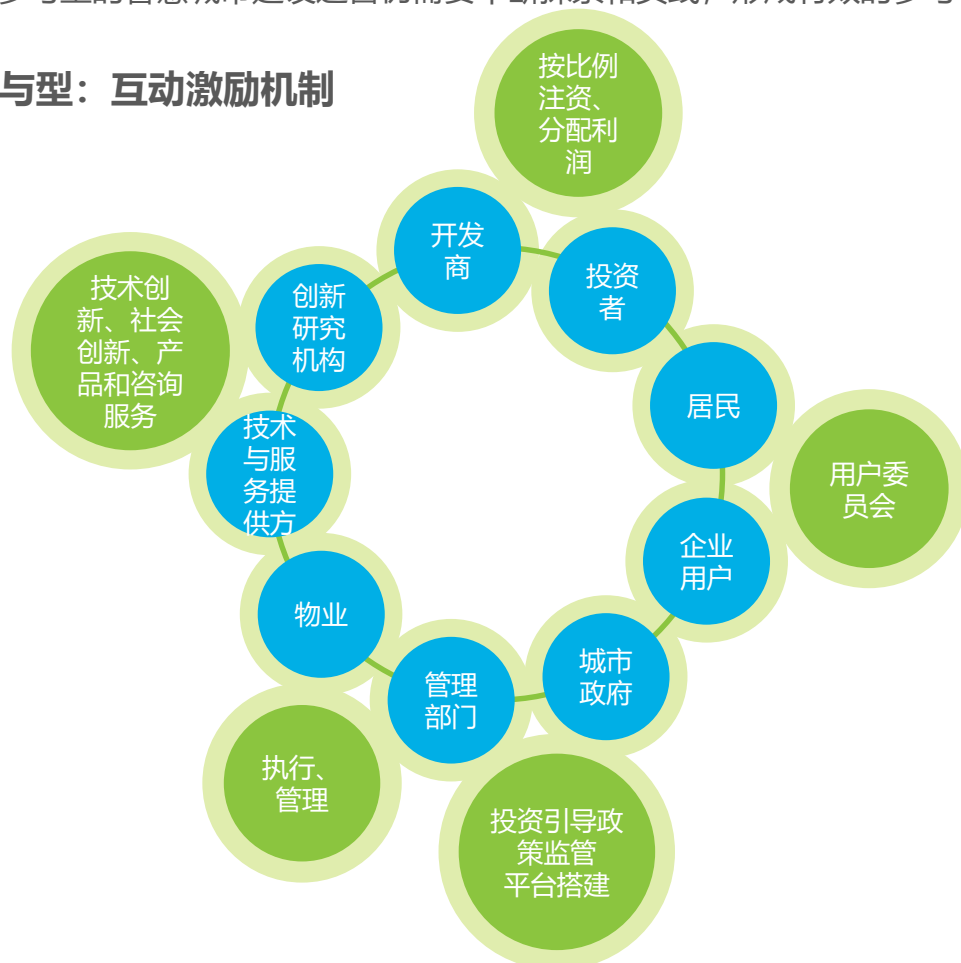 与型：互动激励机制
按比例
注资、
分配利
润
开发
商
投资
者
创新
研究
机构
技术创
新、社会
创新、产
品和咨询
服务
居民
技术
与服
务提
供方
用户委
员会
企业
用户
物业
城市
政府
管理
部门
执行、
管理
投资引导政
策监管
平台搭建